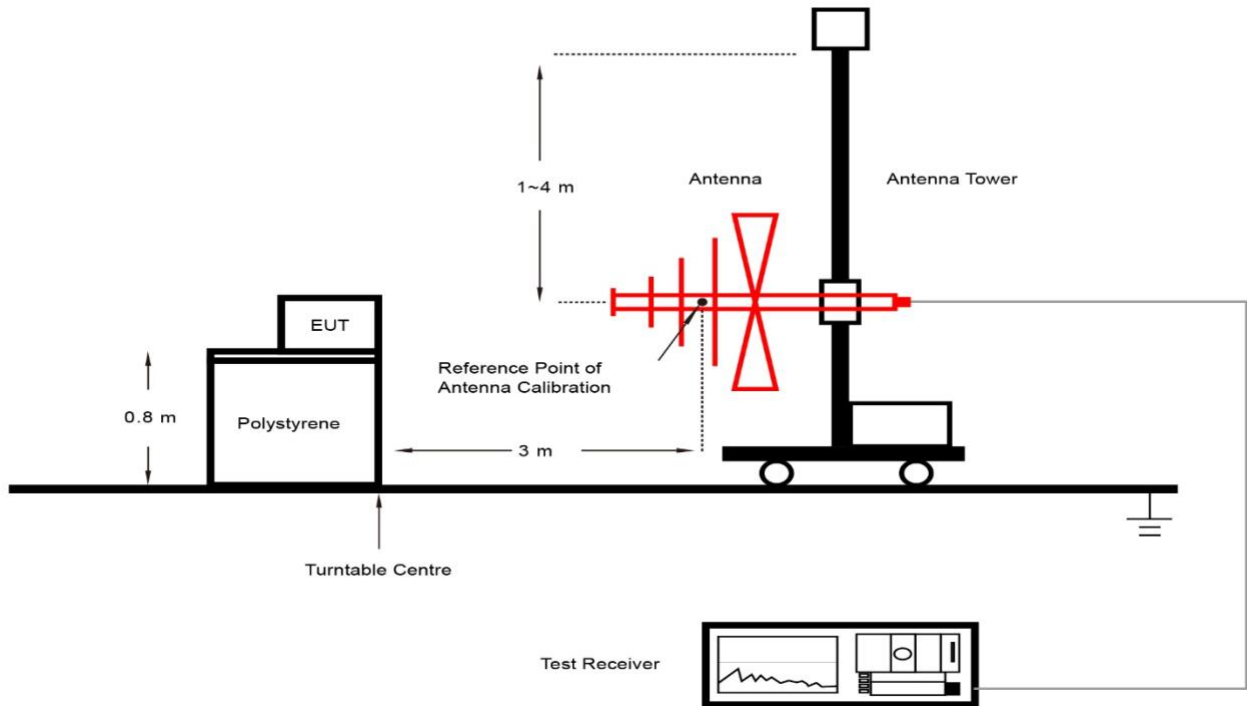 1~4 m
Antenna
Antenna Tower
EUT
Reference Point of
Antenna Calibration
0.8 m
Polystyrene
3 m
Turntable Centre
Test Receiver